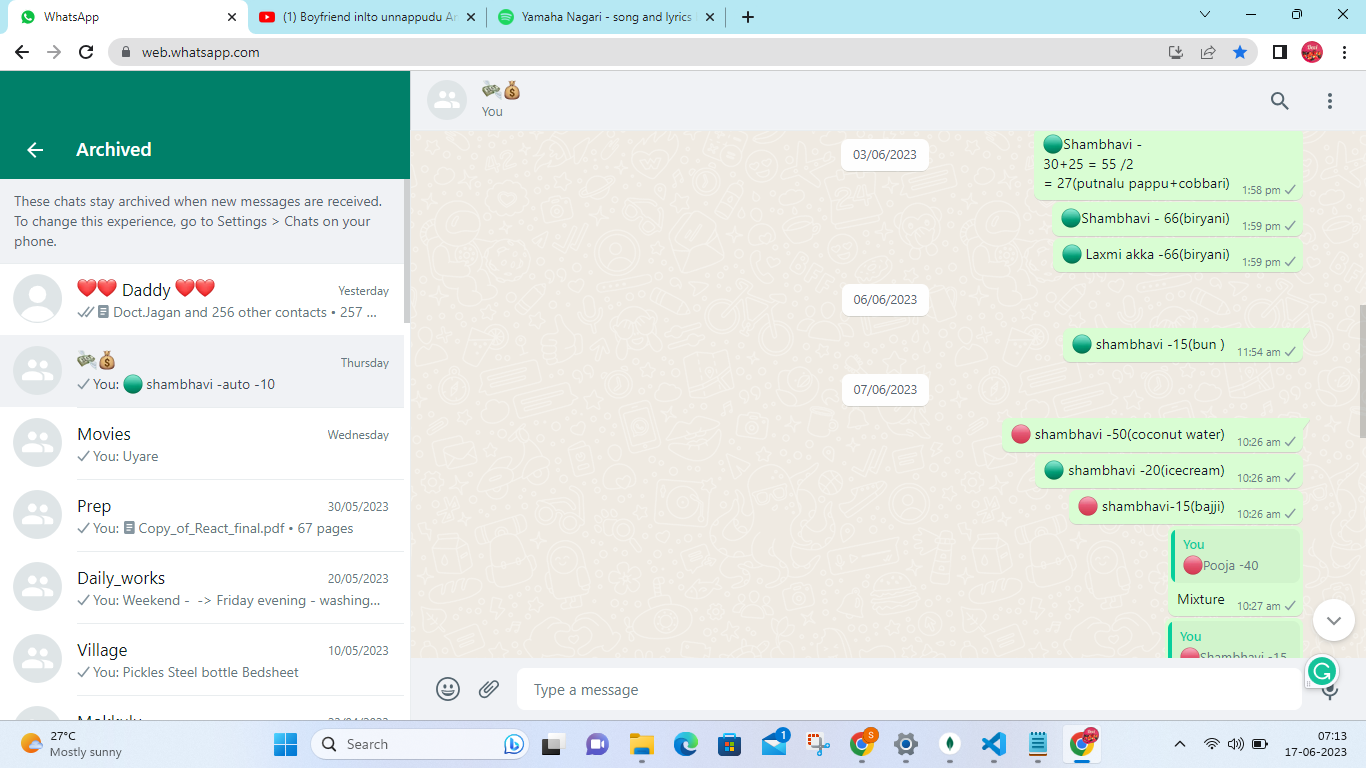 WhatsApp
(1) Boyfriend inlto unnappudu Ar
Yamaha Nagari - song and lyrics
web.whatsapp.com
Archived
These chats stay archived when new messages are received.
To change this experience, go to Settings > Chats on your
phone.
❤️❤️ Daddy ❤️❤️
Yesterday
Doct.Jagan and 256 other contacts • 257 ...
💸💰
Thursday
You: 🟢 shambhavi -auto -10
Movies
Wednesday
You: Uyare
Prep
30/05/2023
You: Copy_of_React_final.pdf • 67 pages
Daily_works
20/05/2023
You: Weekend - -> Friday evening - washing...
Village
10/05/2023
You: Pickles Steel bottle Bedsheet
💸💰
You
03/06/2023
🟢Shambhavi -
30+25 = 55 /2
= 27(putnalu pappu+cobbari) 1:58 pm
🟢Shambhavi - 66(biryani) 1:59 pm
🟢 Laxmi akka -66(biryani) 1:59 pm
06/06/2023
🟢 shambhavi -15(bun ) 11:54 am
07/06/2023
🔴 shambhavi -50(coconut water) 10:26 am
🟢 shambhavi -20(icecream) 10:26 am
🔴 shambhavi-15(bajji) 10:26 am
You
🔴Pooja -40
Mixture 10:27 am
You
🔴Shambhavi -15
Type a message
27°C
Mostly sunny
Search
1
S
07:13
17-06-2023